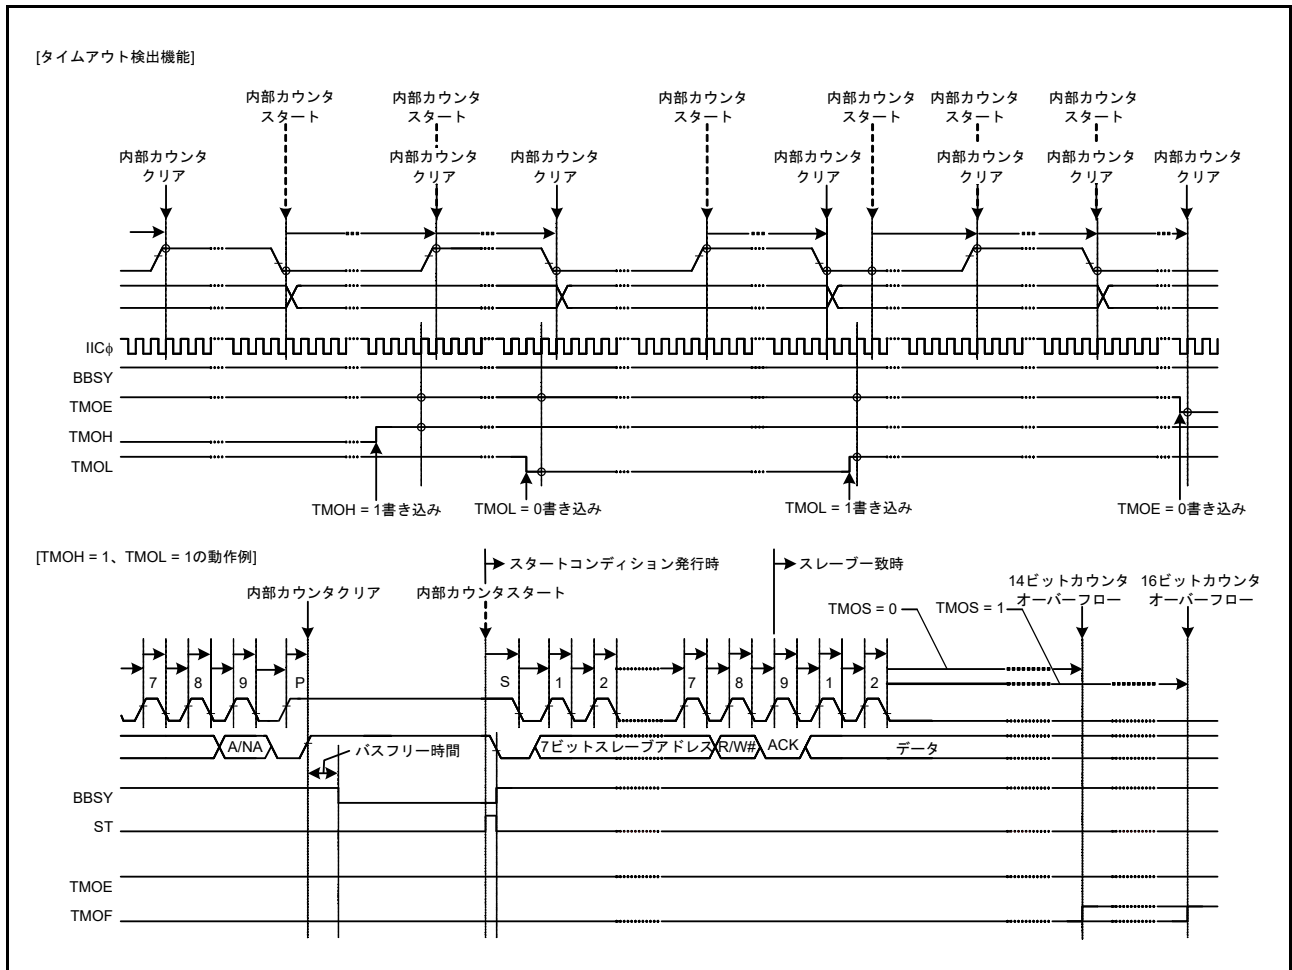 [タイムアウト検出機能]
内部カウンタ
スタート
内部カウンタ
スタート
内部カウンタ
スタート
内部カウンタ
スタート
内部カウンタ
スタート
内部カウンタ
スタート
内部カウンタ
クリア
内部カウンタ
クリア
内部カウンタ
クリア
内部カウンタ
クリア
内部カウンタ
クリア
内部カウンタ
クリア
内部カウンタ
クリア
IICφ
BBSY
TMOE
TMOH
TMOL
TMOH = 1書き込み
TMOL = 0書き込み
TMOL = 1書き込み
TMOE = 0書き込み
[TMOH = 1、TMOL = 1の動作例]
スタートコンディション発行時
スレーブ一致時
内部カウンタクリア
内部カウンタスタート
14ビットカウンタ
オーバーフロー
16ビットカウンタ
オーバーフロー
TMOS = 0
TMOS = 1
7 8 9 P S 1 2 7 8 9 1 2
A/NA
バスフリー時間
7ビットスレーブアドレス
R/W#
ACK
データ
BBSY
ST
TMOE
TMOF